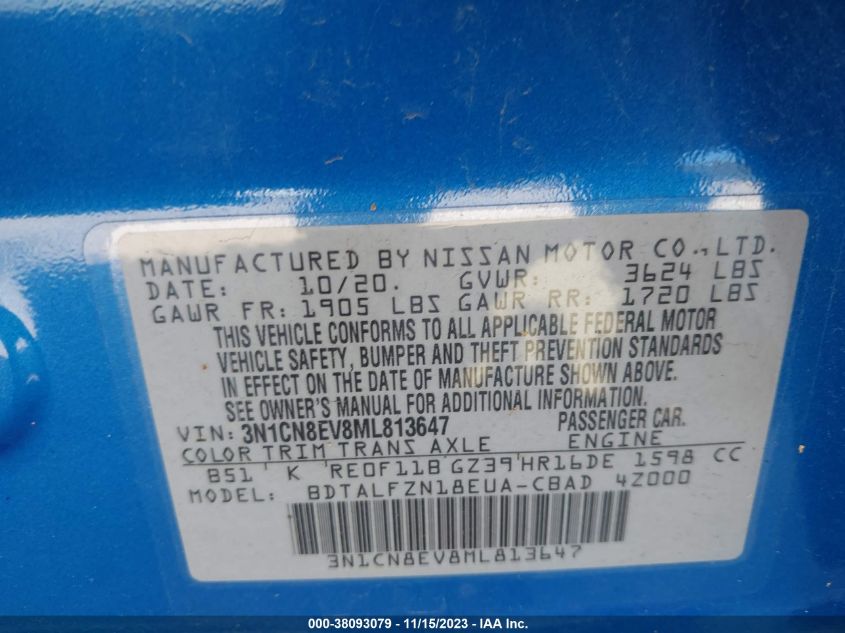 MANUFACTURED BY NISSAN MOTOR CO.,LTD.
DATE: 10/20. GVWR: 3624 LBS
GAWR FR: 1905 LBS GAWR RR: 1720 LBS
THIS VEHICLE CONFORMS TO ALL APPLICABLE FEDERAL MOTOR
VEHICLE SAFETY, BUMPER AND THEFT PREVENTION STANDARDS
IN EFFECT ON THE DATE OF MANUFACTURE SHOWN ABOVE.
SEE OWNER'S MANUAL FOR ADDITIONAL INFORMATION.
VIN: 3N1CN8EV8ML813647 PASSENGER CAR.
COLOR TRIM TRANS AXLE ENGINE
B51 K RE0F11B GZ39 HR16DE 1598 CC
MODEL: BDTALFZN18EUA-CBAD 4Z000
3N1CN8EV8ML813647
000-38093079 - 11/15/2023 - IAA Inc.